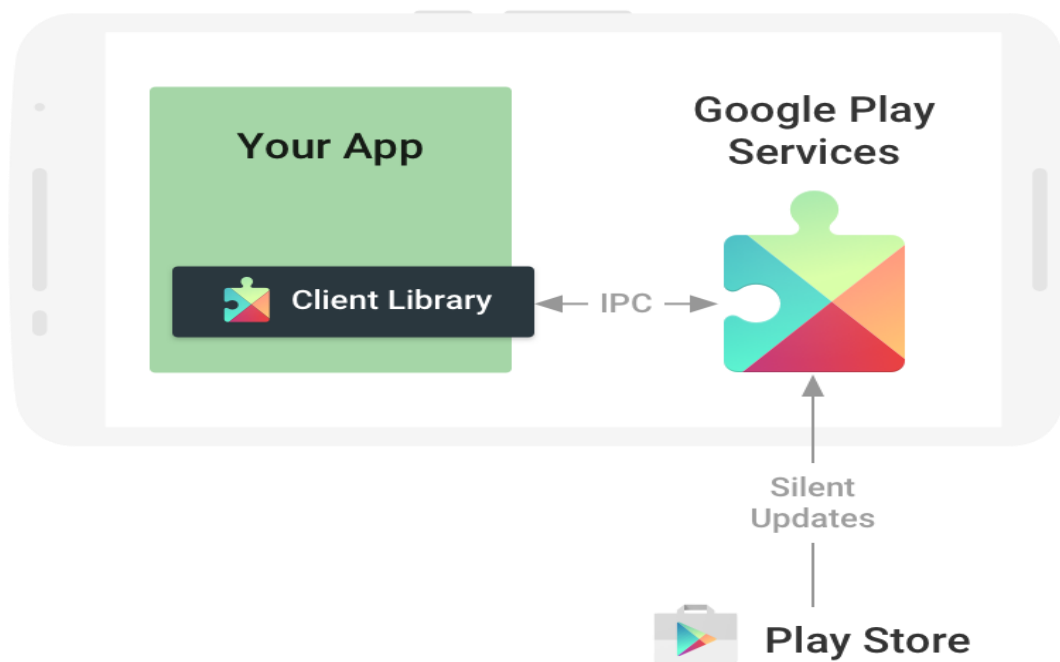 Your App
Google Play
Services
Client Library
IPC
Silent
Updates
Play Store